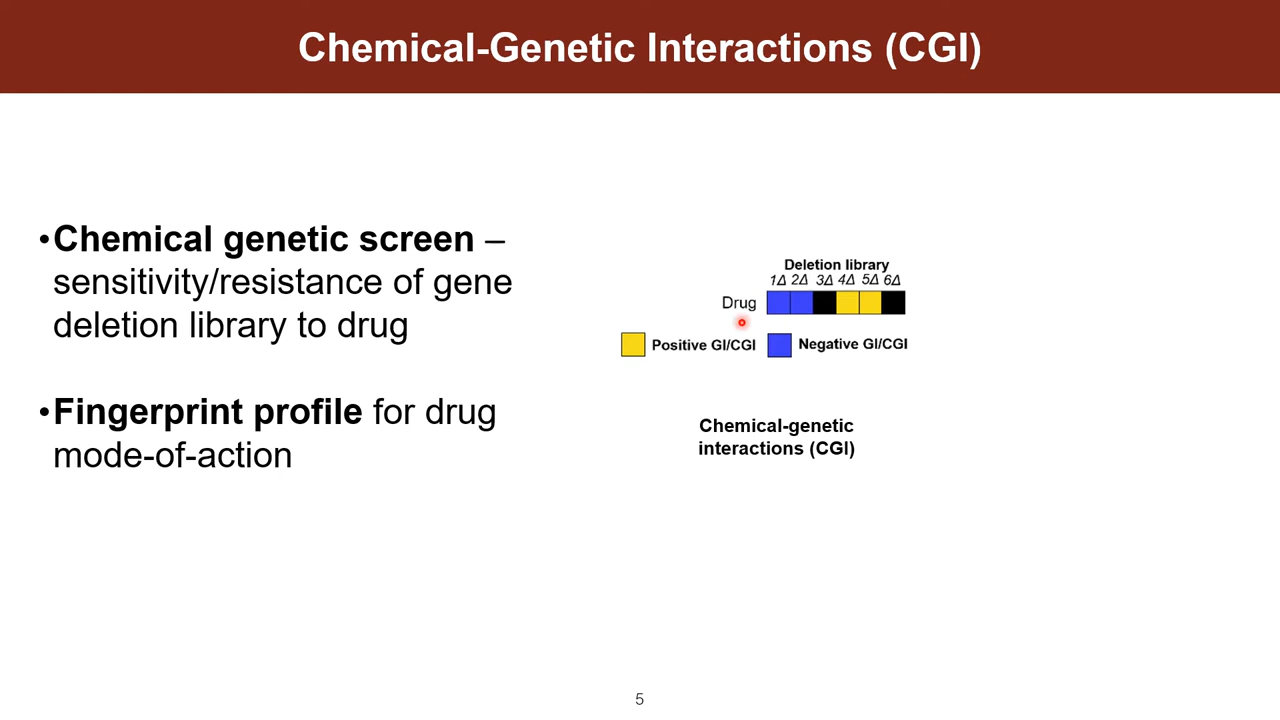 Chemical-Genetic Interactions (CGI)
•Chemical genetic screen –
sensitivity/resistance of gene
deletion library to drug
•Fingerprint profile for drug
mode-of-action
Deletion library
1Δ 2Δ 3Δ 4Δ 5Δ 6Δ
Drug
Positive GI/CGI
Negative GI/CGI
Chemical-genetic
interactions (CGI)
5